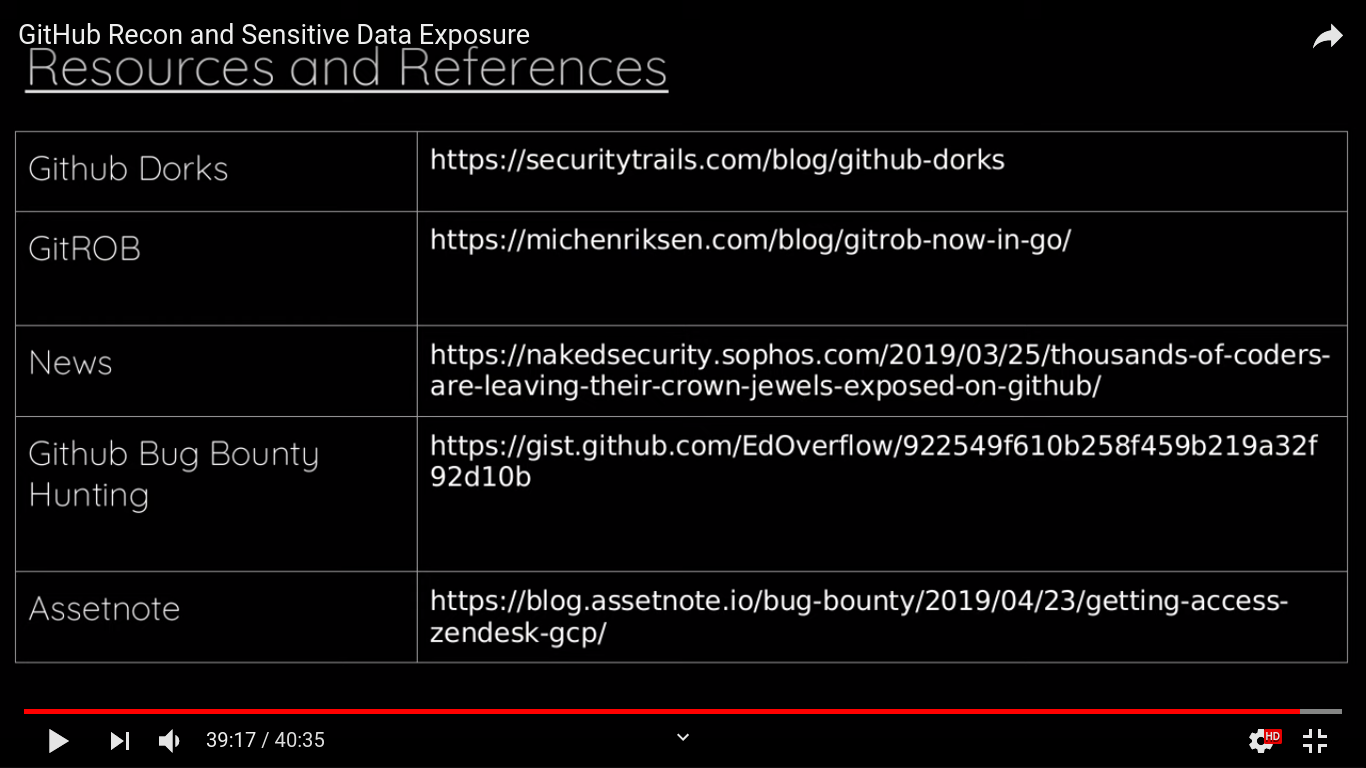 GitHub Recon and Sensitive Data Exposure
Resources and References
Github Dorks
https://securitytrails.com/blog/github-dorks
GitROB
https://michenriksen.com/blog/gitrob-now-in-go/
News
https://nakedsecurity.sophos.com/2019/03/25/thousands-of-coders-
are-leaving-their-crown-jewels-exposed-on-github/
Github Bug Bounty
Hunting
https://gist.github.com/EdOverflow/922549f610b258f459b219a32f
92d10b
Assetnote
https://blog.assetnote.io/bug-bounty/2019/04/23/getting-access-
zendesk-gcp/
39:17 / 40:35
HD